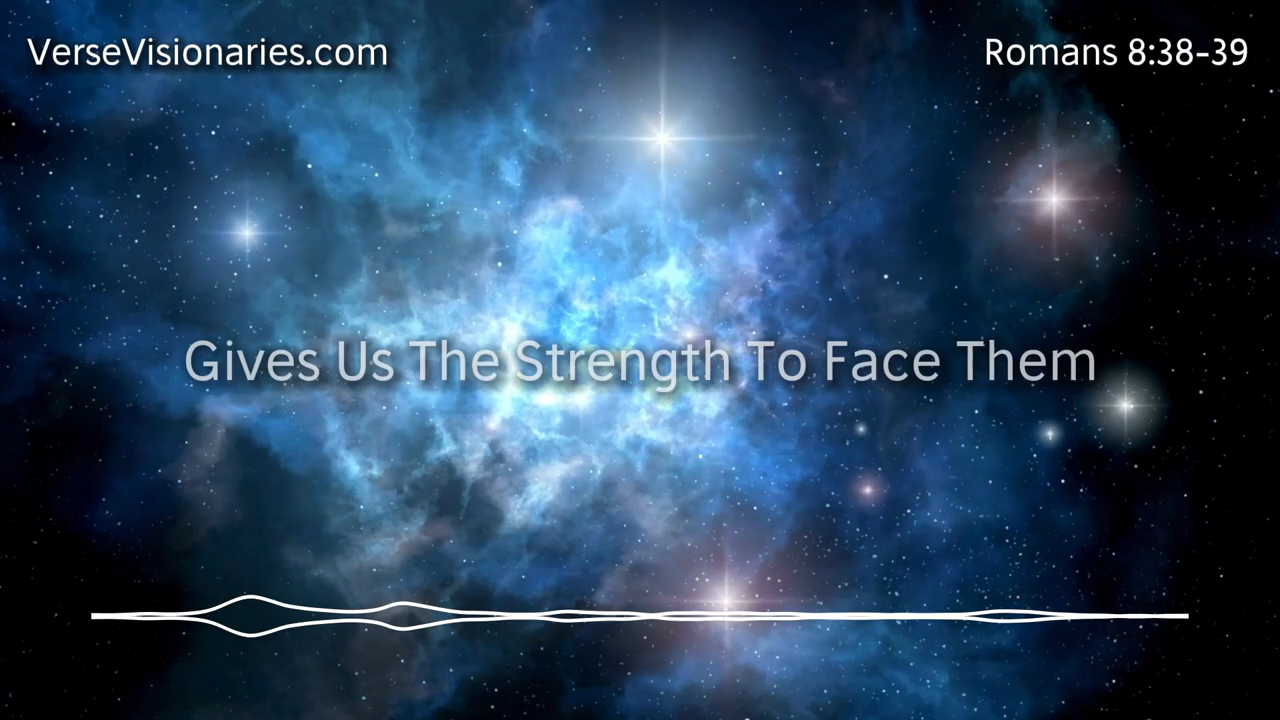 VerseVisionaries.com
Romans 8:38-39
Gives Us The Strength To Face Them